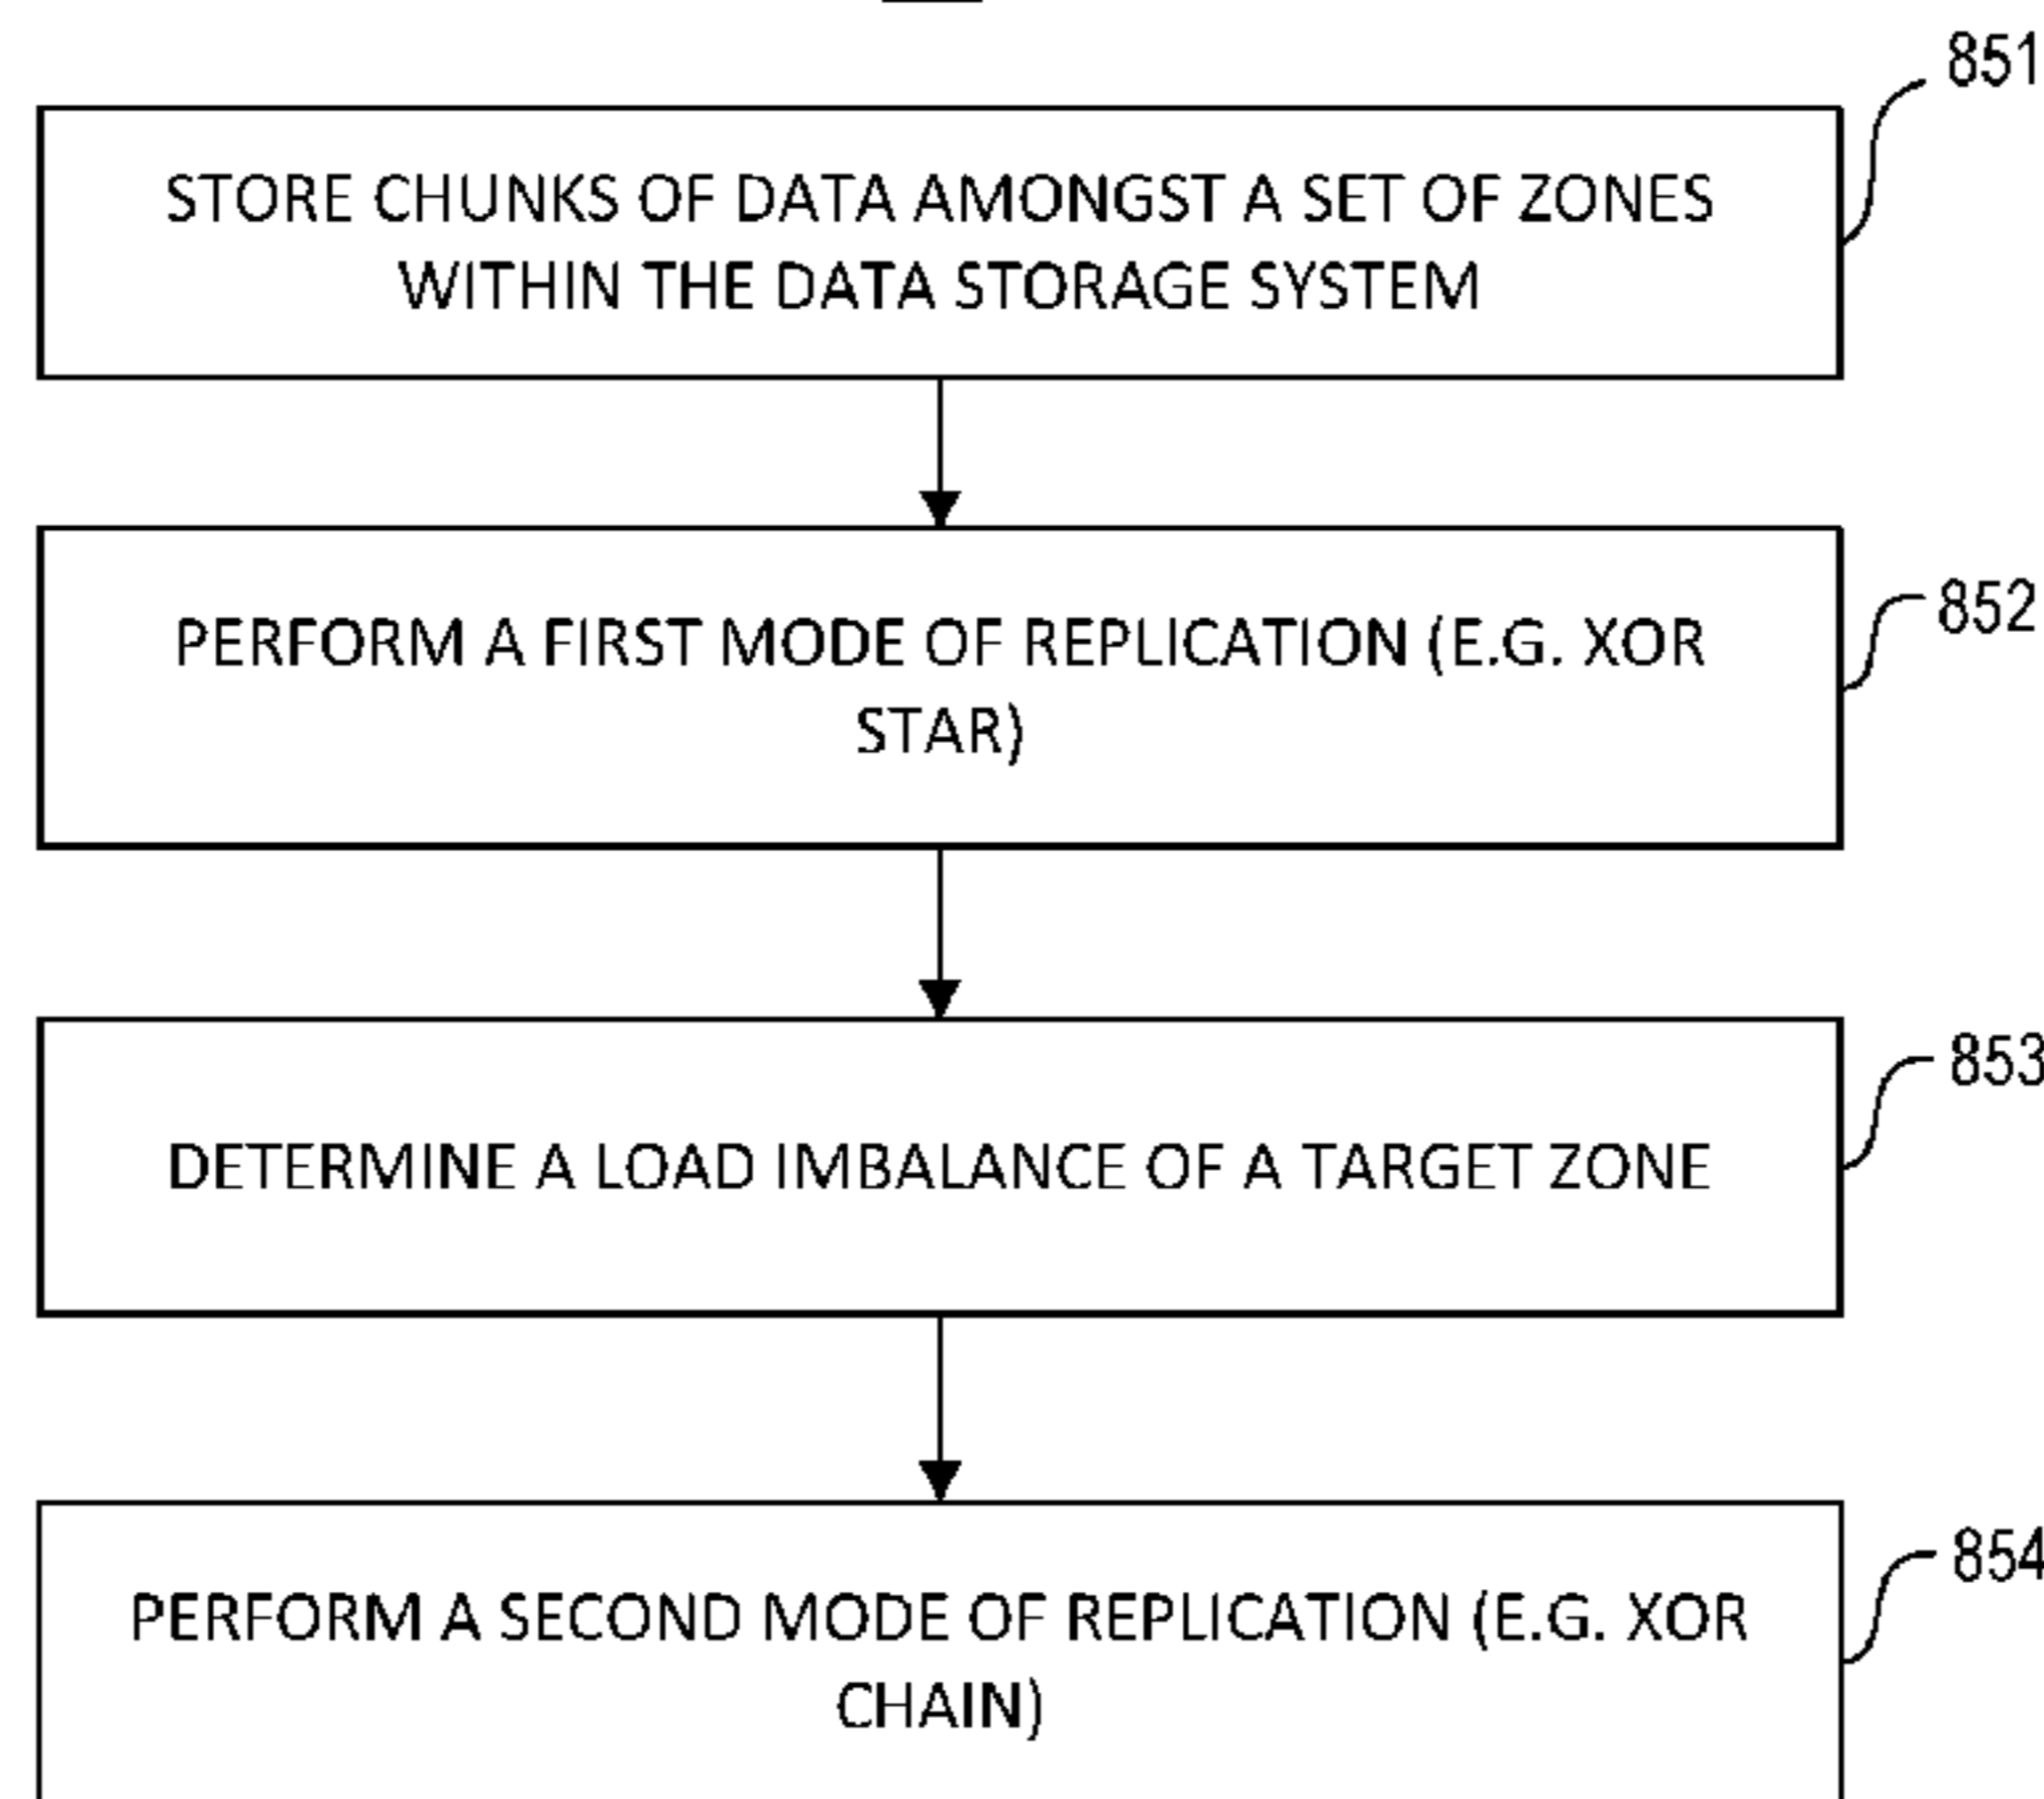 851
STORE CHUNKS OF DATA AMONGST A SET OF ZONES
WITHIN THE DATA STORAGE SYSTEM
852
PERFORM A FIRST MODE OF REPLICATION (E.G. XOR
STAR)
853
DETERMINE A LOAD IMBALANCE OF A TARGET ZONE
854
PERFORM A SECOND MODE OF REPLICATION (E.G. XOR
CHAIN)